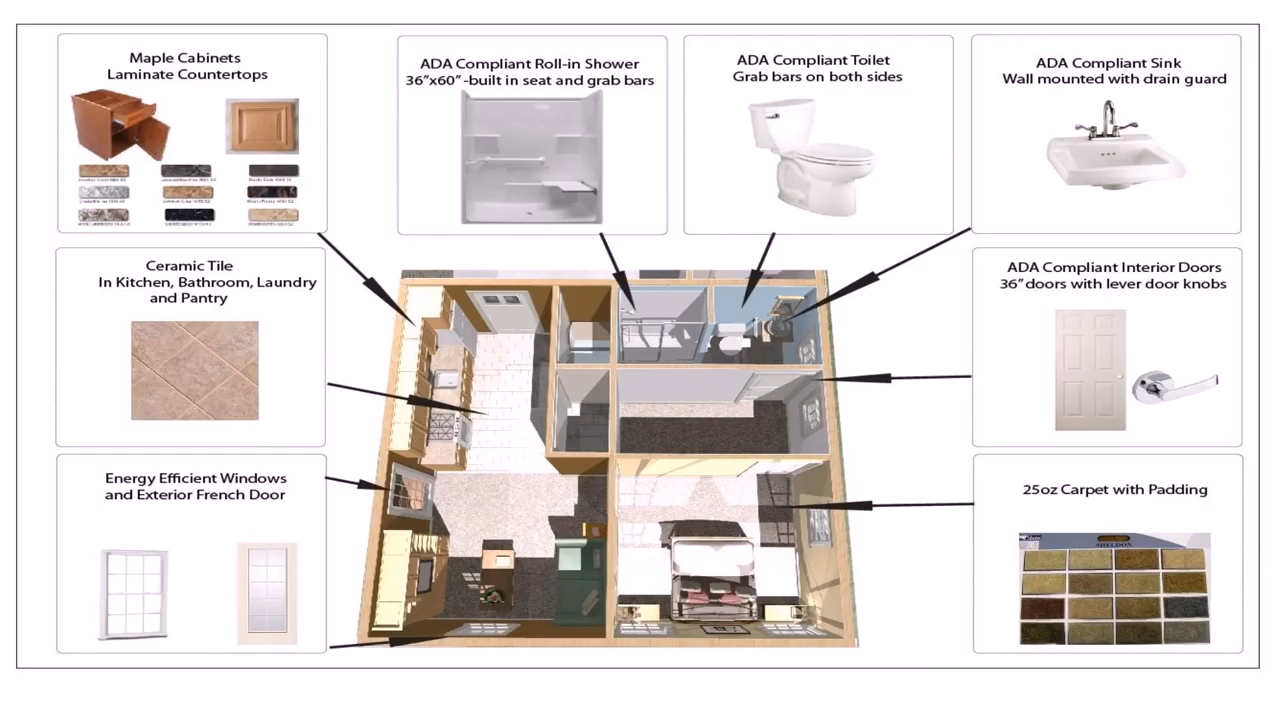 Maple Cabinets
Laminate Countertops
ADA Compliant Roll-in Shower
36"x60" -built in seat and grab bars
ADA Compliant Toilet
Grab bars on both sides
ADA Compliant Sink
Wall mounted with drain guard
Ceramic Tile
In Kitchen, Bathroom, Laundry
and Pantry
ADA Compliant Interior Doors
36" doors with lever door knobs
Energy Efficient Windows
and Exterior French Door
25oz Carpet with Padding
SHELDON